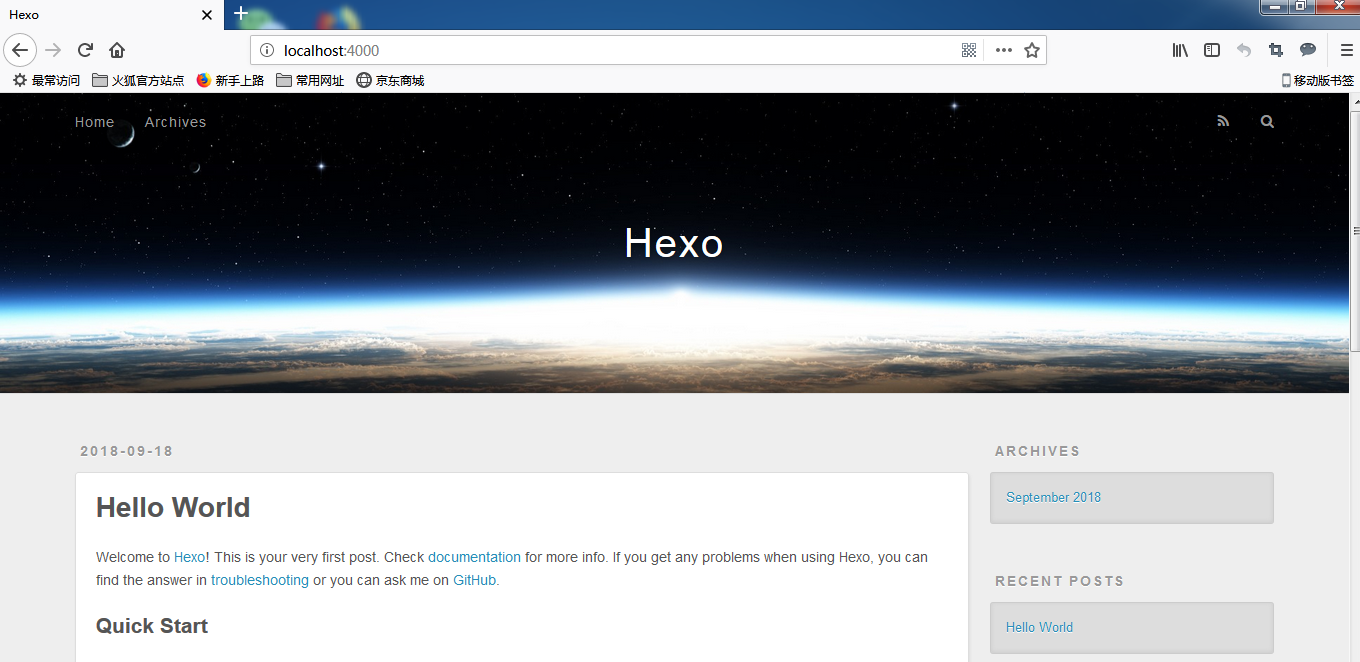 Hexo
localhost:4000
最常访问 火狐官方站点 新手上路 常用网址 京东商城 移动版书签
Home Archives
Hexo
2018-09-18
Hello World
Welcome to Hexo! This is your very first post. Check documentation for more info. If you get any problems when using Hexo, you can
find the answer in troubleshooting or you can ask me on GitHub.
Quick Start
ARCHIVES
September 2018
RECENT POSTS
Hello World